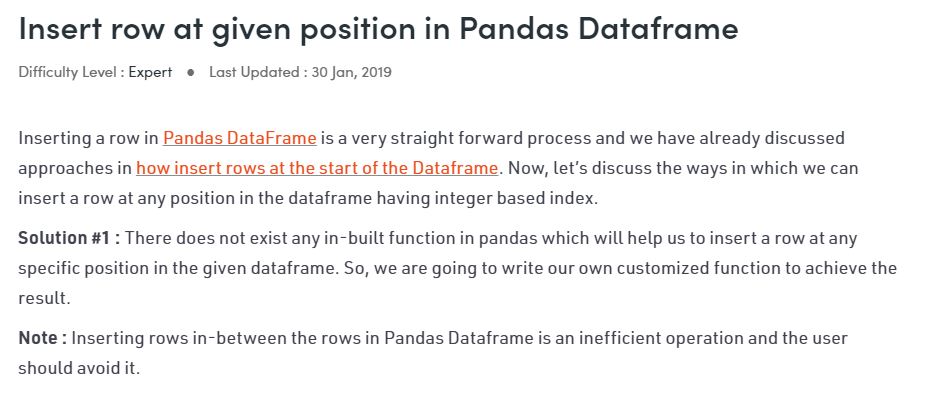 Insert row at given position in Pandas Dataframe
Difficulty Level : Expert ● Last Updated : 30 Jan, 2019
Inserting a row in Pandas DataFrame is a very straight forward process and we have already discussed
approaches in how insert rows at the start of the Dataframe. Now, let’s discuss the ways in which we can
insert a row at any position in the dataframe having integer based index.
Solution #1 : There does not exist any in-built function in pandas which will help us to insert a row at any
specific position in the given dataframe. So, we are going to write our own customized function to achieve the
result.
Note : Inserting rows in-between the rows in Pandas Dataframe is an inefficient operation and the user
should avoid it.